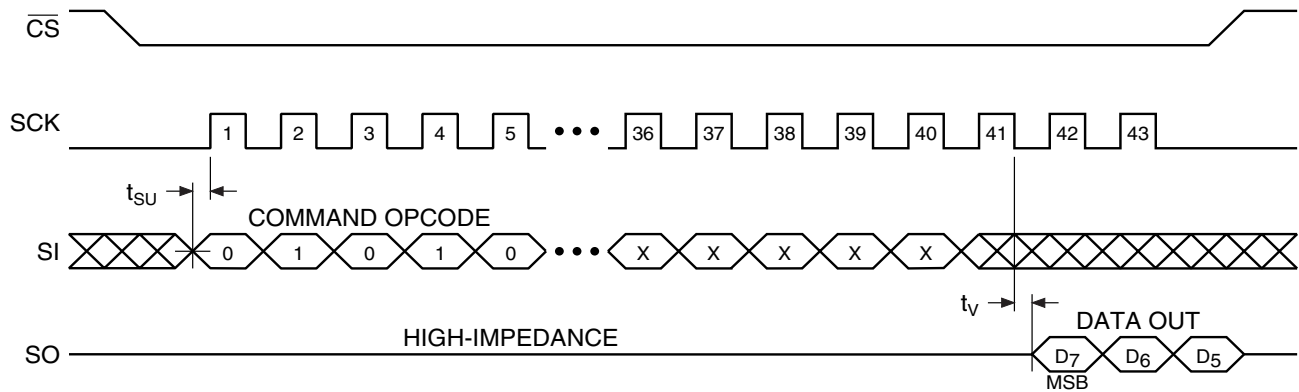 CS
SCK
1 2 3 4 5 ••• 36 37 38 39 40 41 42 43
tSU
COMMAND OPCODE
SI
0 1 0 1 0 ••• X X X X X
tV
HIGH-IMPEDANCE
DATA OUT
SO
D7 D6 D5
MSB